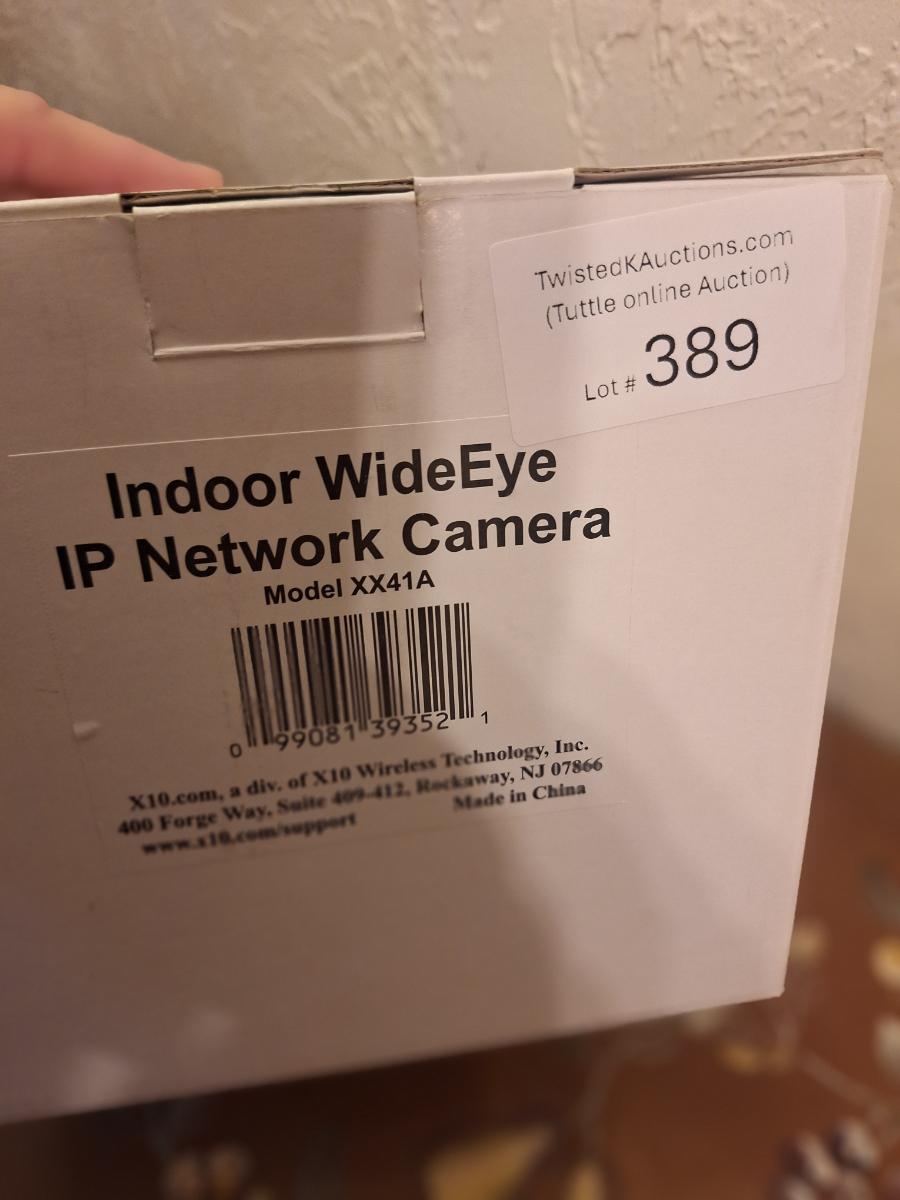 TwistedKAuctions.com
(Tuttle online Auction)
Lot # 389
Indoor WideEye
IP Network Camera
Model XX41A
0 99081 39352 1
X10.com, a div. of X10 Wireless Technology, Inc.
400 Forge Way, Suite 409-412, Rockaway, NJ 07866
www.x10.com/support Made in China